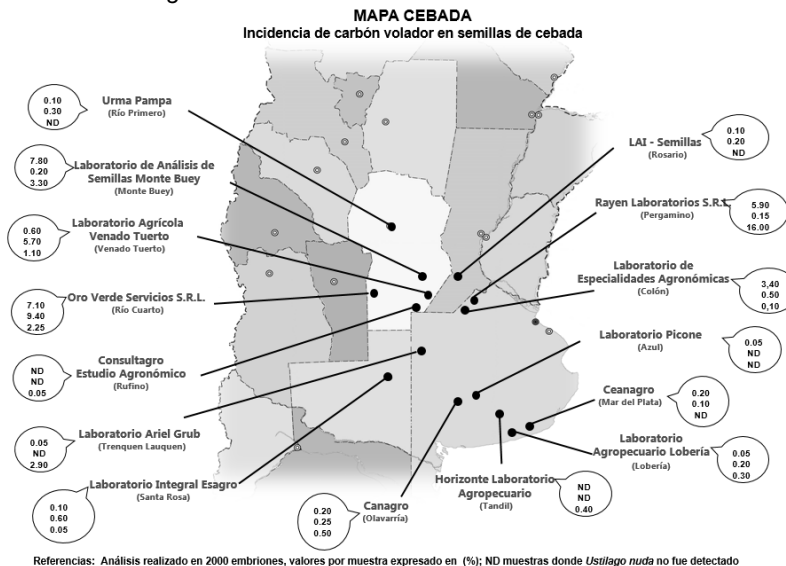 MAPA CEBADA
Incidencia de carbón volador en semillas de cebada
Urma Pampa
(Río Primero)
0.10
0.30
ND
Laboratorio de Análisis de
Semillas Monte Buey
(Monte Buey)
7.80
0.20
3.30
Laboratorio Agrícola
Venado Tuerto
(Venado Tuerto)
0.60
5.70
1.10
Oro Verde Servicios S.R.L.
(Río Cuarto)
7.10
9.40
2.25
Consultagro
Estudio Agronómico
(Rufino)
ND
ND
0.05
Laboratorio Ariel Grub
(Trenquen Lauquen)
0.05
ND
2.90
Laboratorio Integral Esagro
(Santa Rosa)
0.10
0.60
0.05
Canagro
(Olavarría)
0.20
0.25
0.50
Horizonte Laboratorio
Agropecuario
(Tandil)
ND
ND
0.40
LAI - Semillas
(Rosario)
0.10
0.20
ND
Rayen Laboratorios S.R.L
(Pergamino)
5.90
0.15
16.00
Laboratorio de
Especialidades Agronómicas
(Colón)
3,40
0.50
0,10
Laboratorio Picone
(Azul)
0.05
ND
ND
Ceanagro
(Mar del Plata)
0.20
0.10
ND
Laboratorio
Agropecuario Lobería
(Lobería)
0.05
0.20
0.30
Referencias: Análisis realizado en 2000 embriones, valores por muestra expresado en (%); ND muestras donde Ustilago nuda no fue detectado